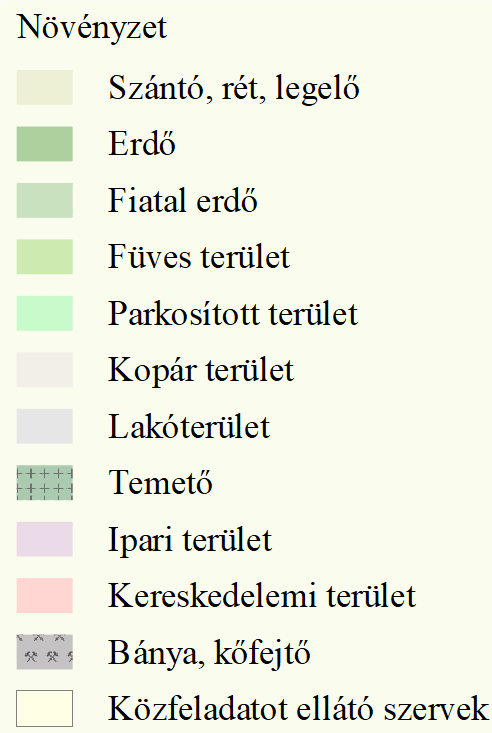 Növényzet
Szántó, rét, legelő
Erdő
Fiatal erdő
Füves terület
Parkosított terület
Kopár terület
Lakóterület
Temető
Ipari terület
Kereskedelemi terület
Bánya, kőfejtő
Közfeladatot ellátó szervek